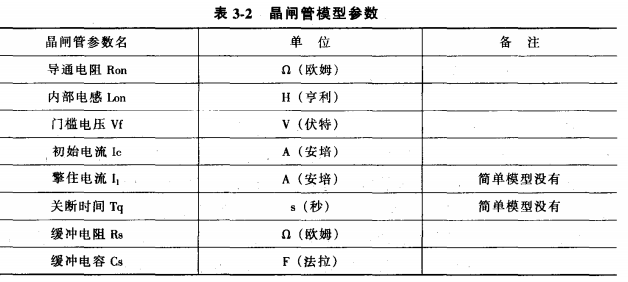 表 3-2 晶闸管模型参数
晶闸管参数名 单 位 备 注
导通电阻 Ron Ω (欧姆)
内部电感 Lon H (亨利)
门槛电压 Vf V (伏特)
初始电流 Ic A (安培)
擎住电流 I₁ A (安培) 简单模型没有
关断时间 Tq s (秒) 简单模型没有
缓冲电阻 Rs Ω (欧姆)
缓冲电容 Cs F (法拉)